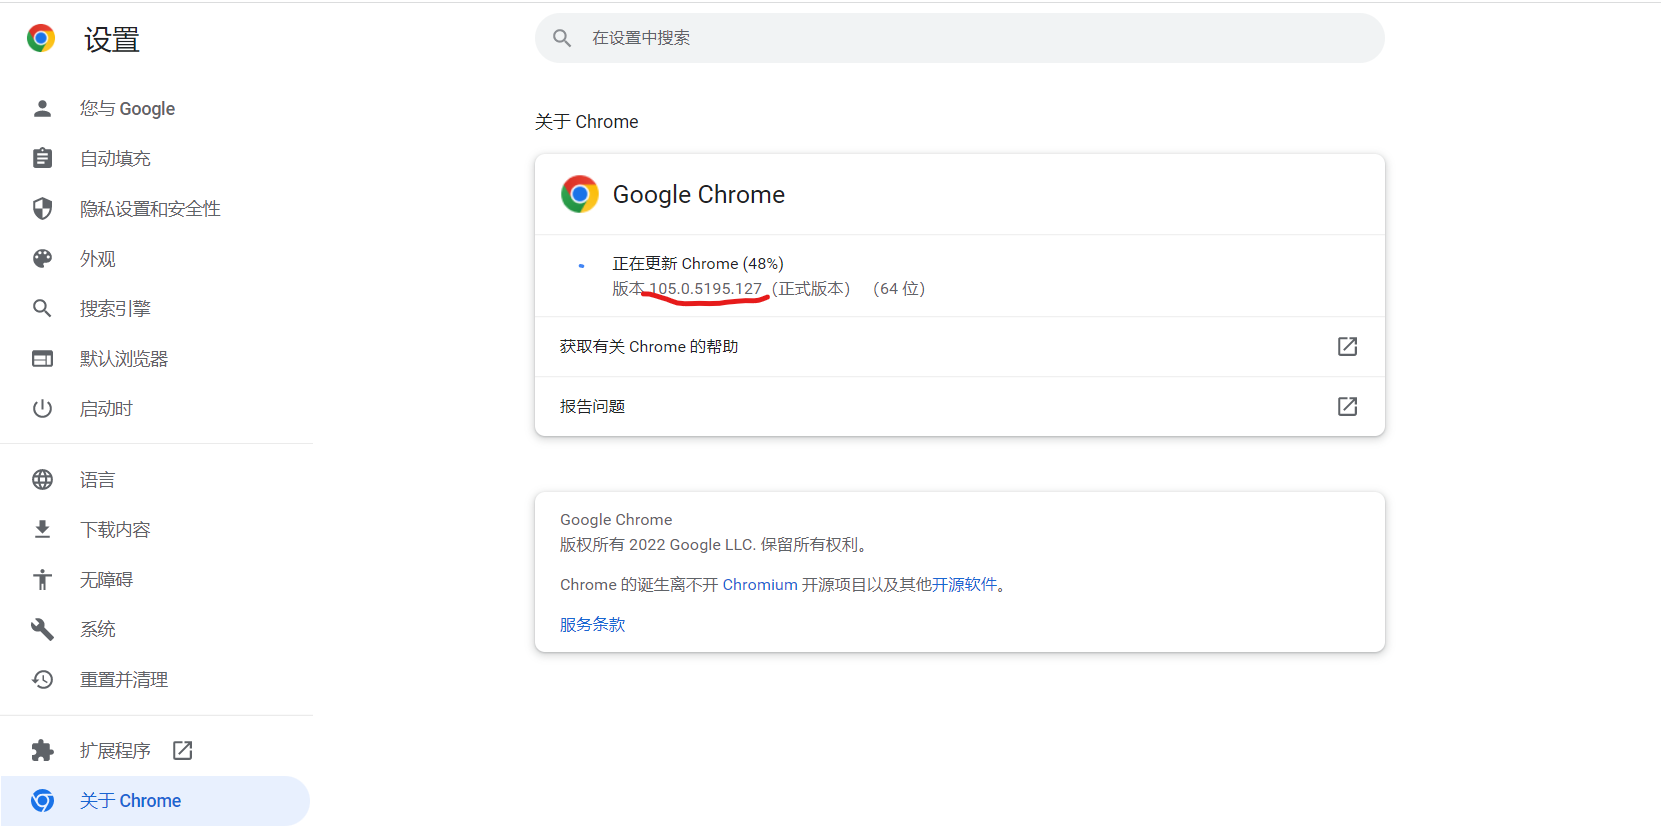 设置
在设置中搜索
您与 Google
自动填充
隐私设置和安全性
外观
搜索引擎
默认浏览器
启动时
语言
下载内容
无障碍
系统
重置并清理
扩展程序
关于 Chrome
关于 Chrome
Google Chrome
正在更新 Chrome (48%)
版本 105.0.5195.127（正式版本） （64 位）
获取有关 Chrome 的帮助
报告问题
Google Chrome
版权所有 2022 Google LLC. 保留所有权利。
Chrome 的诞生离不开 Chromium 开源项目以及其他开源软件。
服务条款